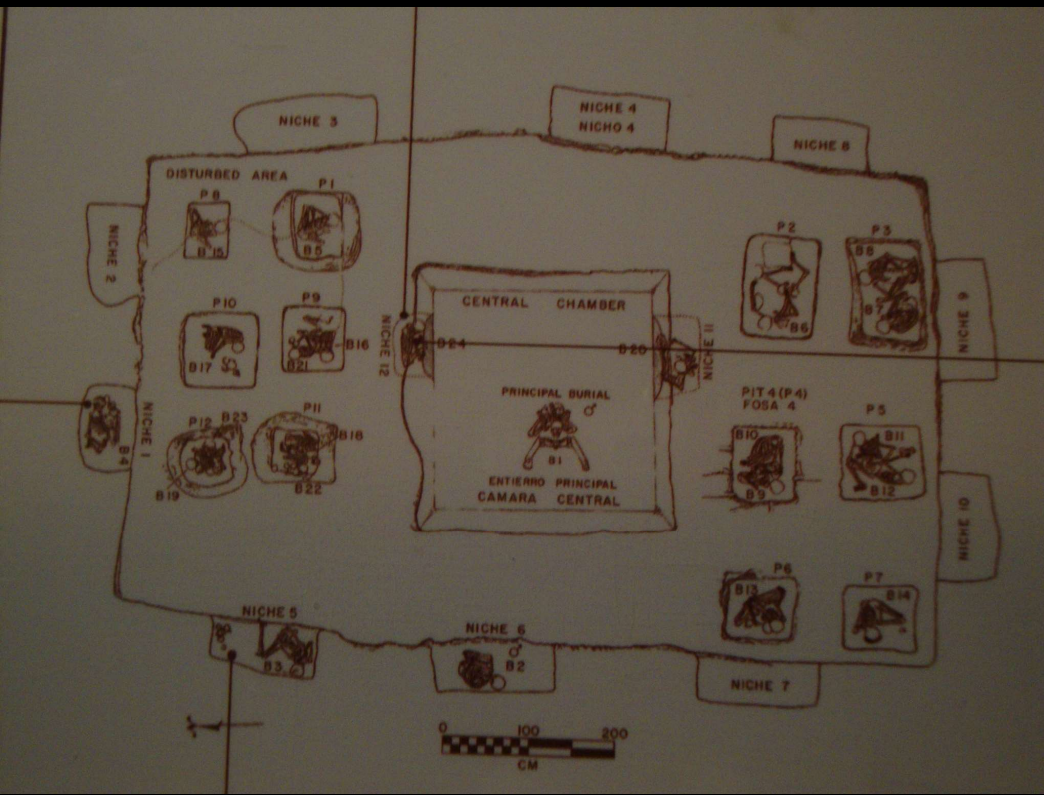 NICHE 3
NICHE 4
NICHO 4
NICHE 8
DISTURBED AREA
P8
P1
B15
B5
NICHE 2
P2
P3
B8
B7
B6
NICHE 9
P10
P9
B16
B17
B21
NICHE 12
B24
CENTRAL CHAMBER
NICHE 11
PRINCIPAL BURIAL
♂
B1
ENTIERRO PRINCIPAL
CAMARA CENTRAL
PIT 4 (P4)
FOSA 4
P5
B10
B9
B11
B12
NICHE 1
B4
P12
B23
P11
B18
B19
B22
NICHE 10
P6
B13
P7
B14
NICHE 5
B3
NICHE 6
♂
B2
NICHE 7
0 100 200
CM